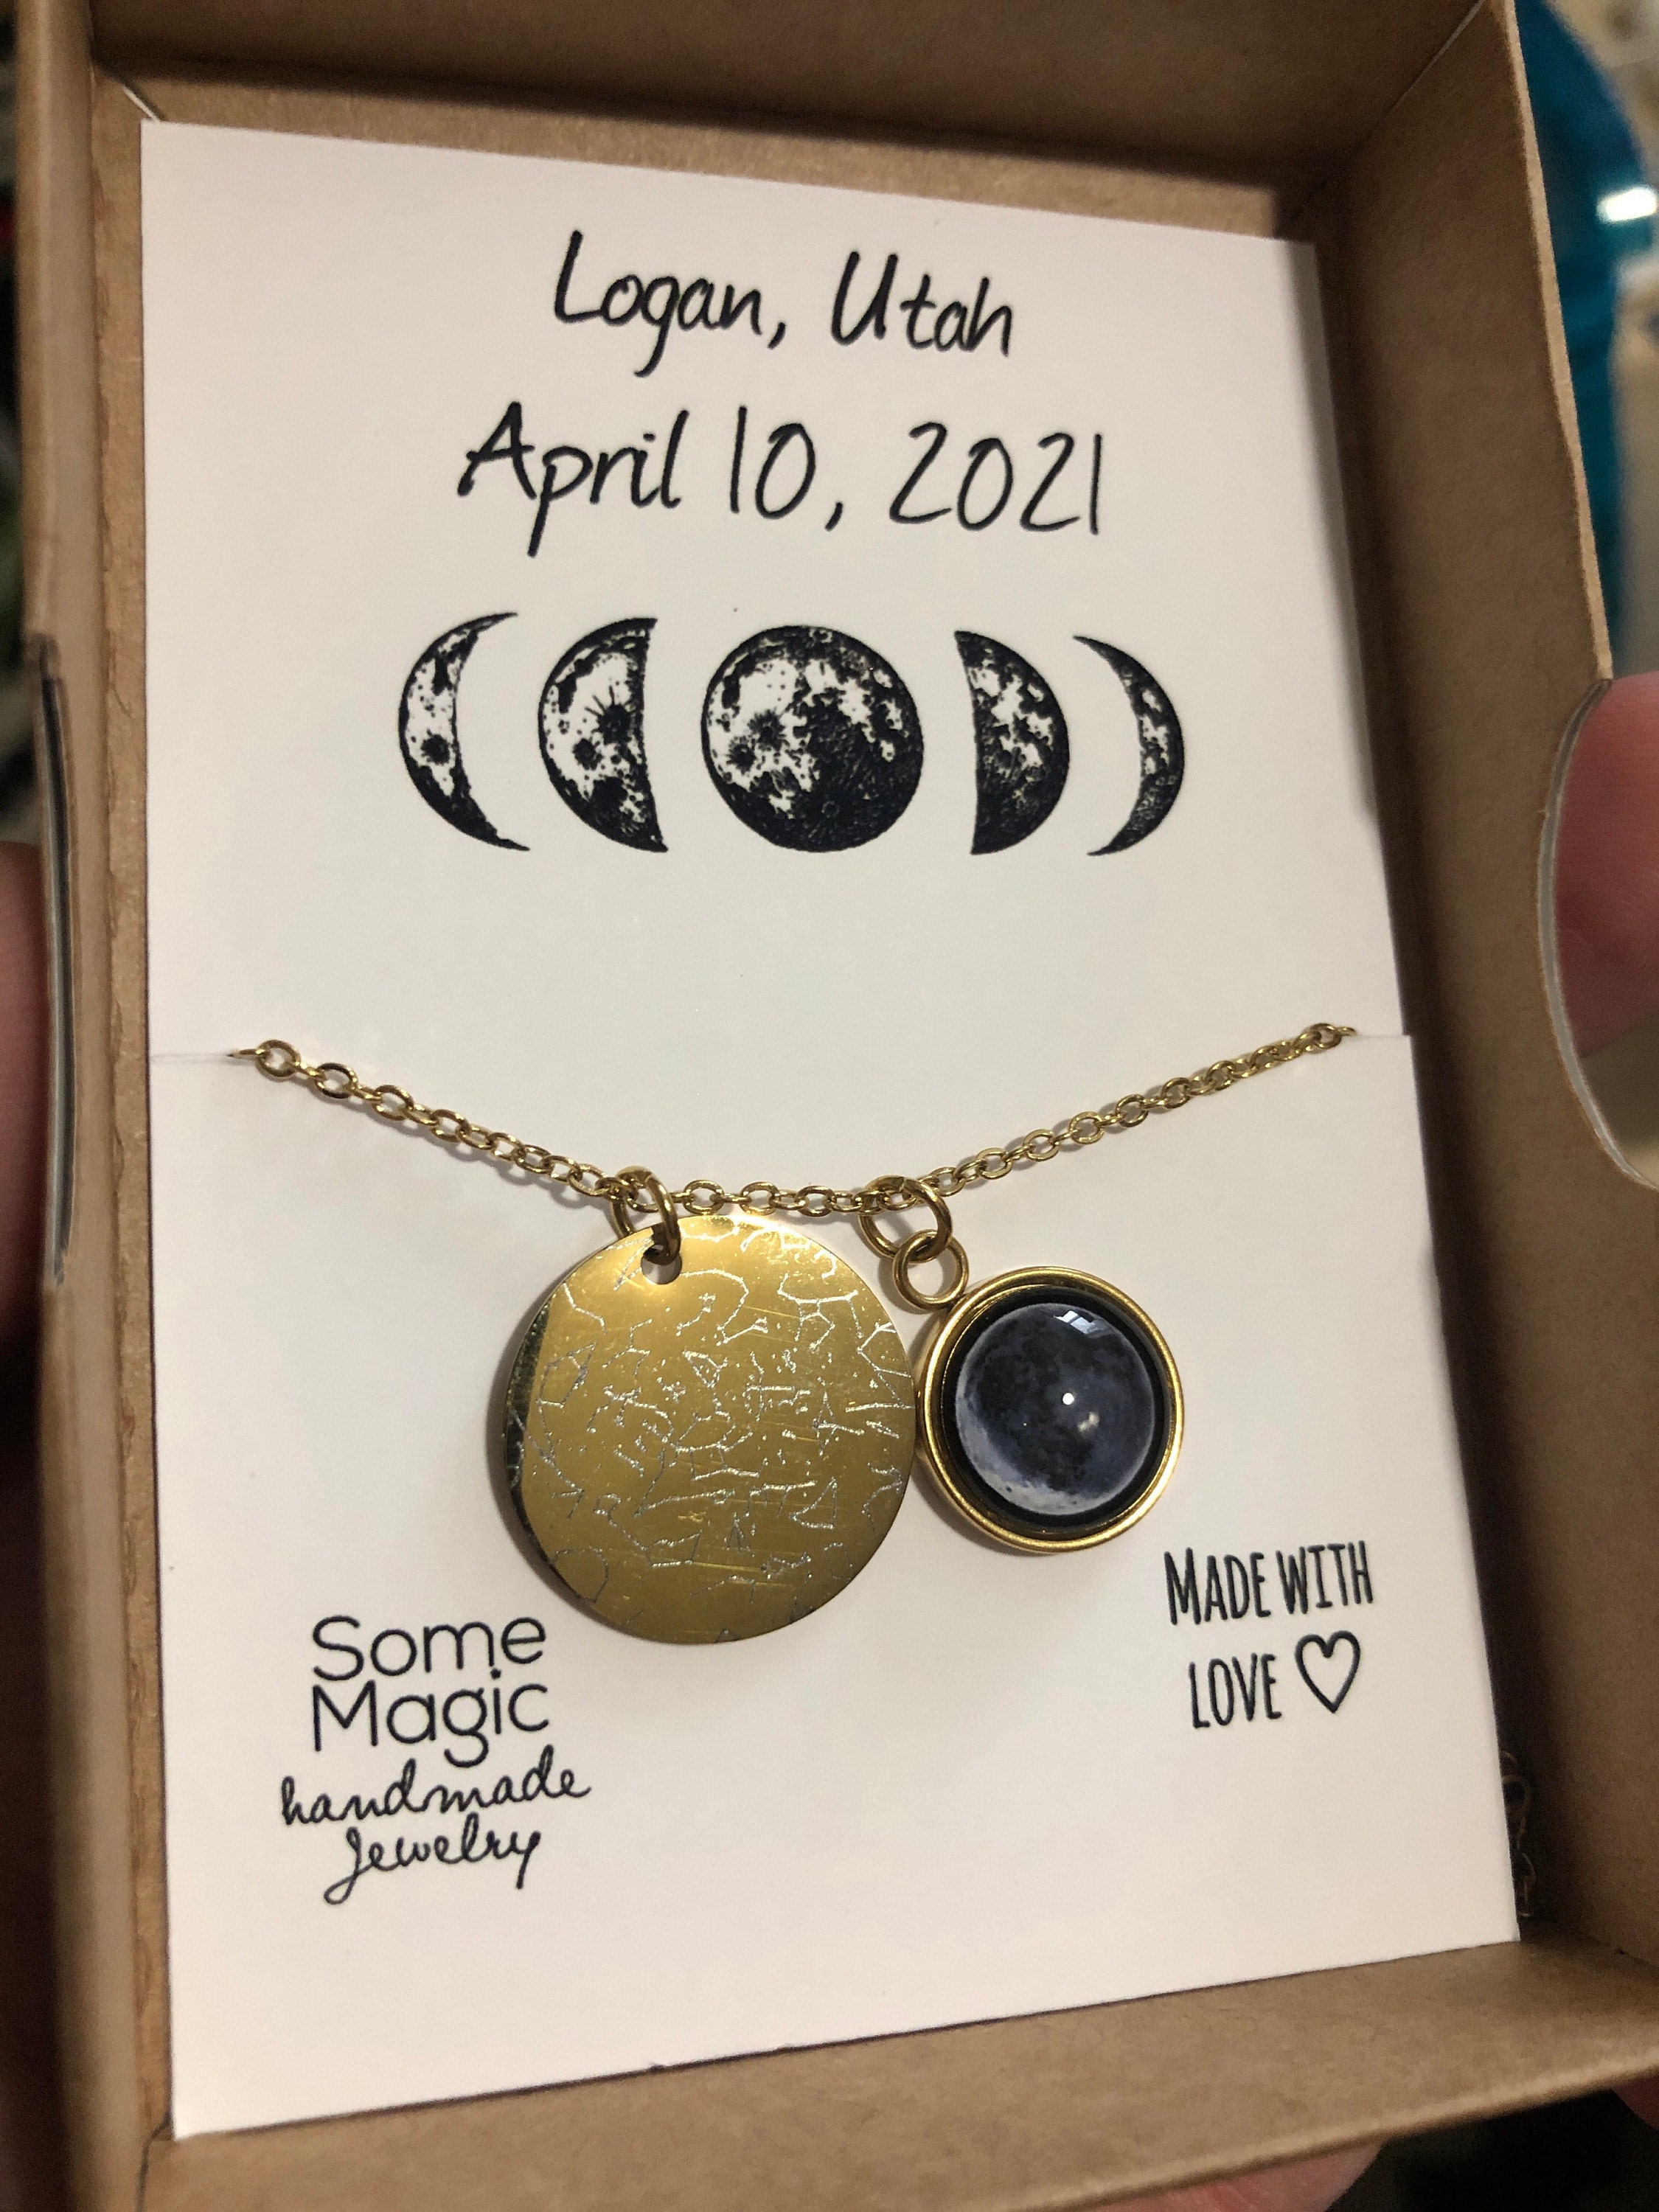 Logan, Utah
April 10, 2021
Some
Magic
handmade
Jewelry
MADE WITH
LOVE ♡